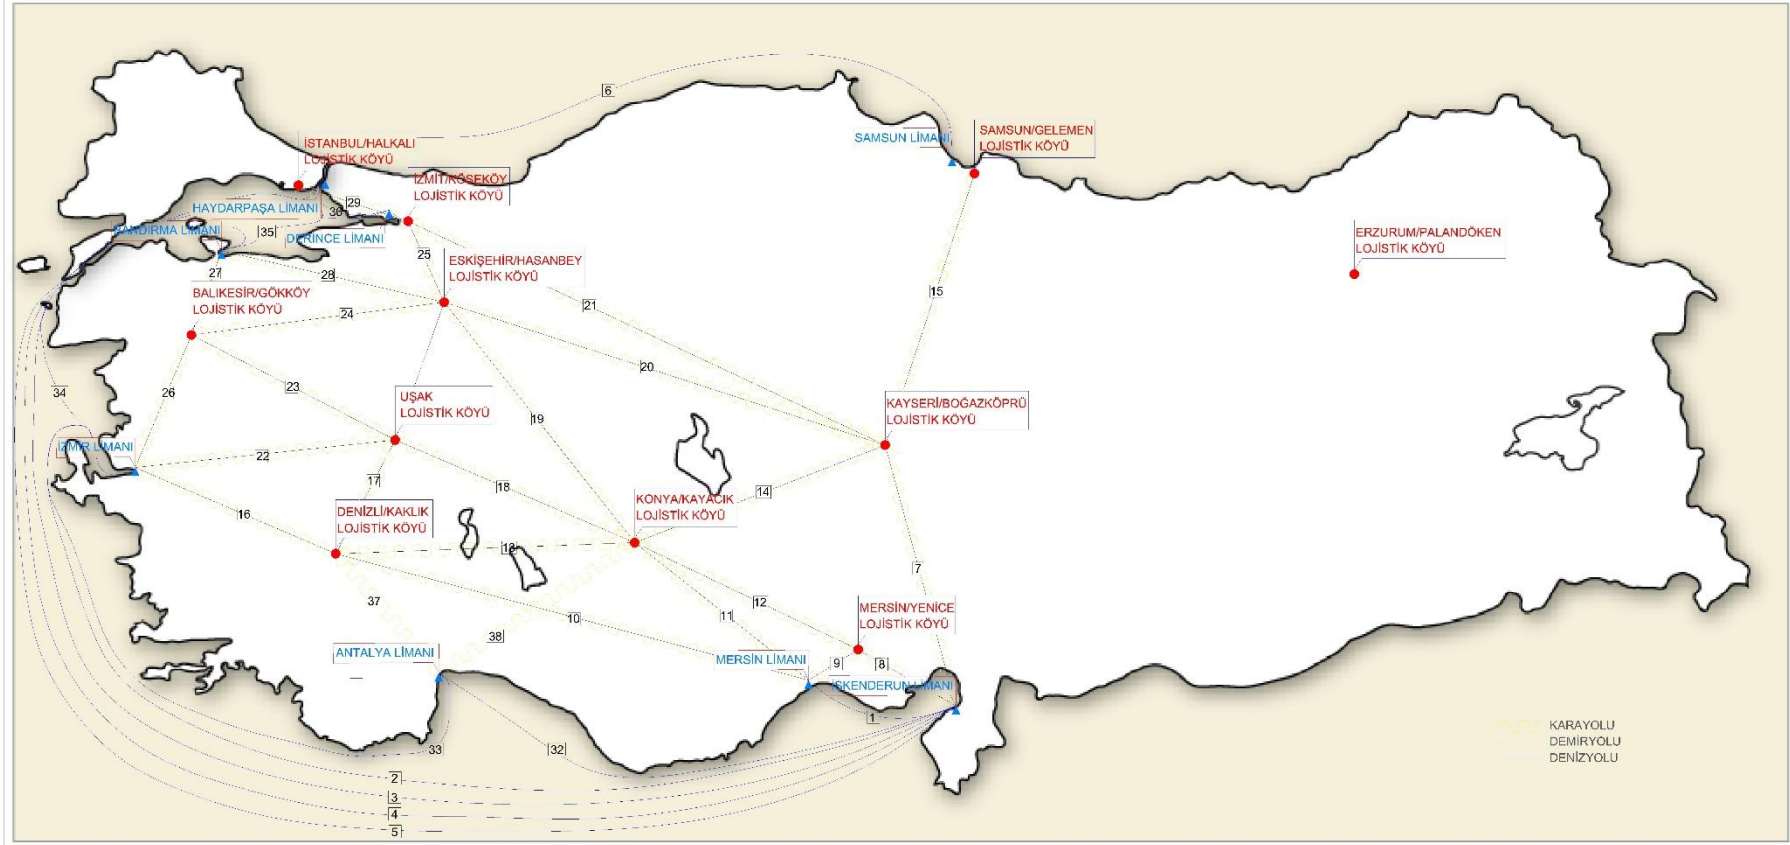 6
SAMSUN LİMANI
SAMSUN/GELEMEN
LOJİSTİK KÖYÜ
İSTANBUL/HALKALI
LOJİSTİK KÖYÜ
İZMİT/KÖSEKÖY
LOJİSTİK KÖYÜ
HAYDARPAŞA LİMANI
29
30
BANDIRMA LİMANI
35
DERİNCE LİMANI
ERZURUM/PALANDÖKEN
LOJİSTİK KÖYÜ
25
ESKİŞEHİR/HASANBEY
LOJİSTİK KÖYÜ
27
28
BALIKESİR/GÖKKÖY
LOJİSTİK KÖYÜ
15
21
24
20
34
26
23
UŞAK
LOJİSTİK KÖYÜ
KAYSERİ/BOĞAZKÖPRÜ
LOJİSTİK KÖYÜ
19
İZMİR LİMANI
22
17
18
14
KONYA/KAYACIK
LOJİSTİK KÖYÜ
16
DENİZLİ/KAKLIK
LOJİSTİK KÖYÜ
13
7
37
12
11
10
MERSİN/YENİCE
LOJİSTİK KÖYÜ
38
ANTALYA LİMANI
MERSİN LİMANI
9
8
İSKENDERUN LİMANI
1
33
32
2
3
4
5
KARAYOLU
DEMİRYOLU
DENİZYOLU